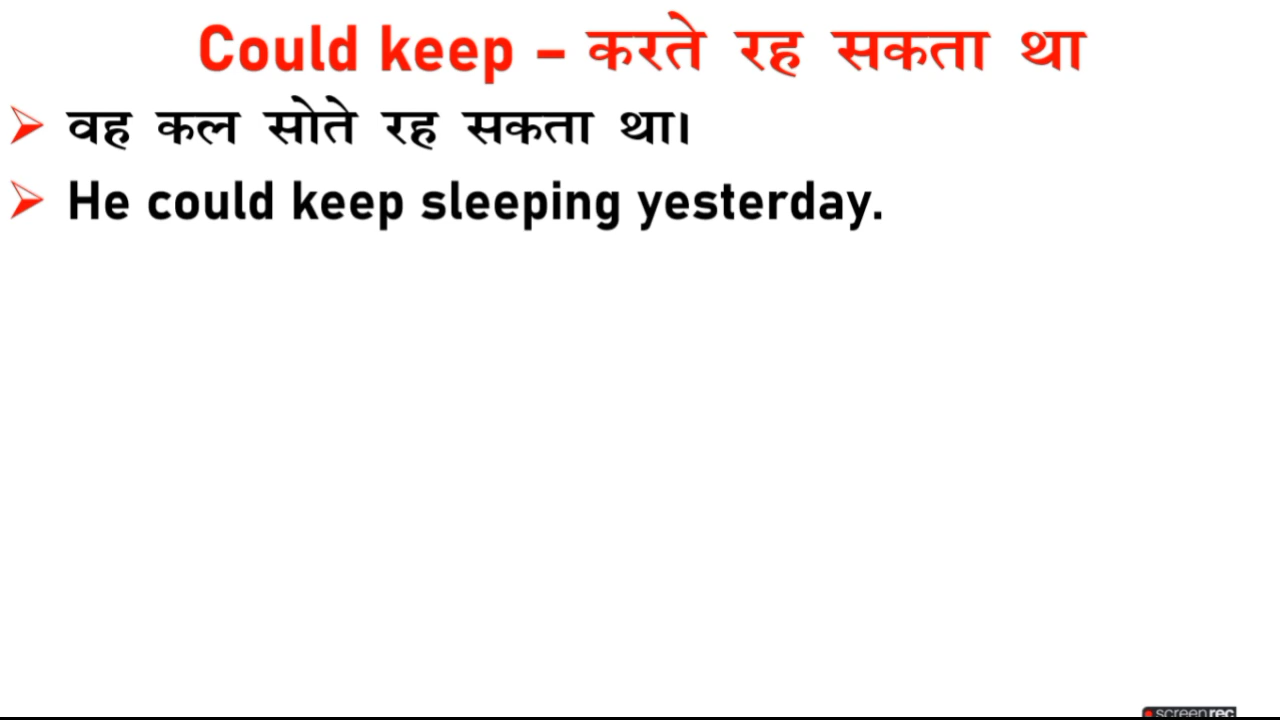 Could keep – करते रह सकता था
➢ वह कल सोते रह सकता था।
➢ He could keep sleeping yesterday.
screenrec